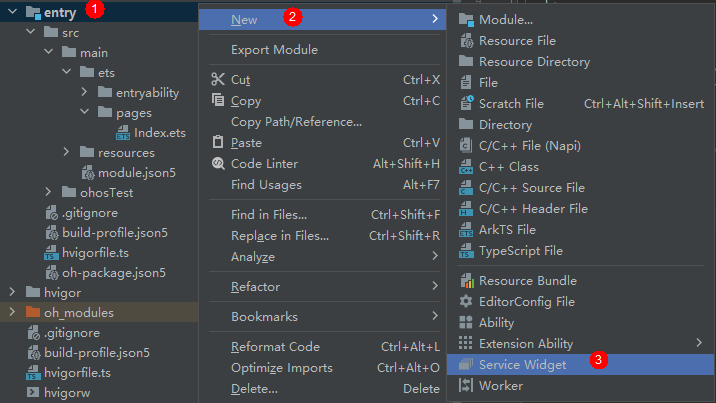 entry 1
src
main
ets
entryability
pages
Index.ets
resources
module.json5
ohosTest
.gitignore
build-profile.json5
hvigorfile.ts
oh-package.json5
hvigor
oh_modules
.gitignore
build-profile.json5
hvigorfile.ts
hvigorw
New 2
Export Module
Cut Ctrl+X
Copy Ctrl+C
Copy Path/Reference...
Paste Ctrl+V
Code Linter Alt+Shift+H
Find Usages Alt+F7
Find in Files... Ctrl+Shift+F
Replace in Files... Ctrl+Shift+R
Analyze
Refactor
Bookmarks
Reformat Code Ctrl+Alt+L
Optimize Imports Ctrl+Alt+O
Delete... Delete
Module...
Resource File
Resource Directory
File
Scratch File Ctrl+Alt+Shift+Insert
Directory
C/C++ File (Napi)
C++ Class
C/C++ Source File
C/C++ Header File
ArkTS File
TypeScript File
Resource Bundle
EditorConfig File
Ability
Extension Ability
Service Widget 3
Worker